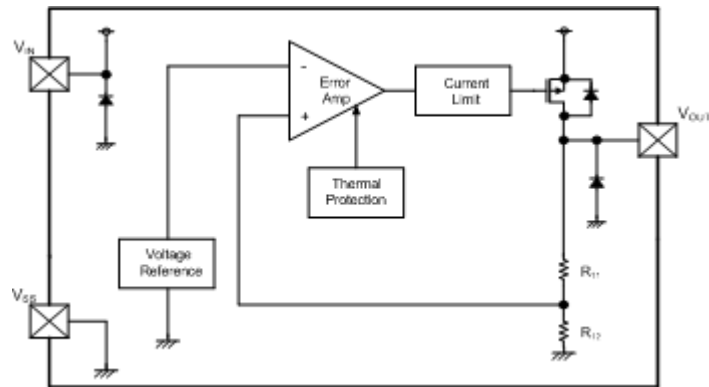 VIN
-
Error
Amp
+
Current
Limit
VOUT
Thermal
Protection
Voltage
Reference
R11
VSS
R12